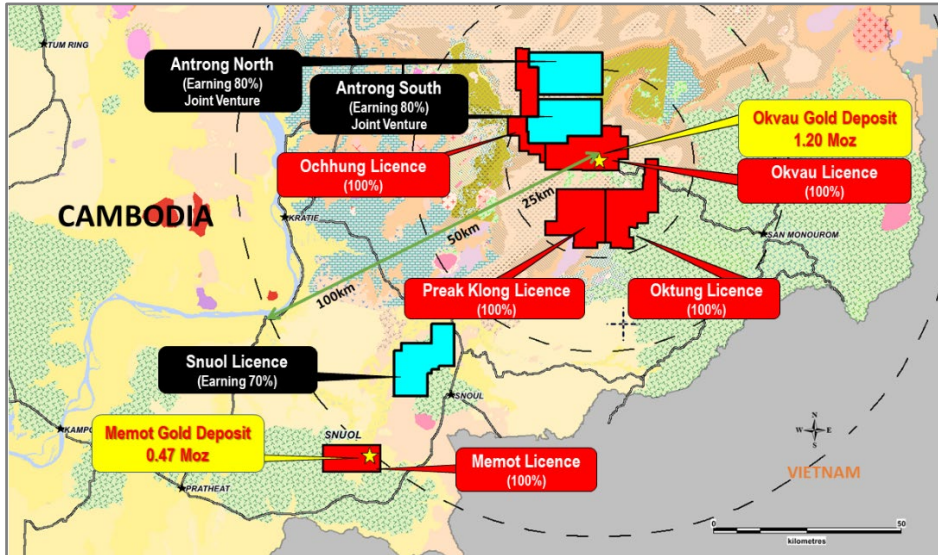 TUM RING
Antrong North
(Earning 80%)
Joint Venture
Antrong South
(Earning 80%)
Joint Venture
Okvau Gold Deposit
1.20 Moz
Ochhung Licence
(100%)
Okvau Licence
(100%)
CAMBODIA
KRATIE
25km
50km
100km
SAN MONOUROM
Preak Klong Licence
(100%)
Oktung Licence
(100%)
Snuol Licence
(Earning 70%)
SNOUL
Memot Gold Deposit
0.47 Moz
KAMPO
SNUOL
Memot Licence
(100%)
PRATHEAT
N
W E
S
VIETNAM
0 50
kilometres